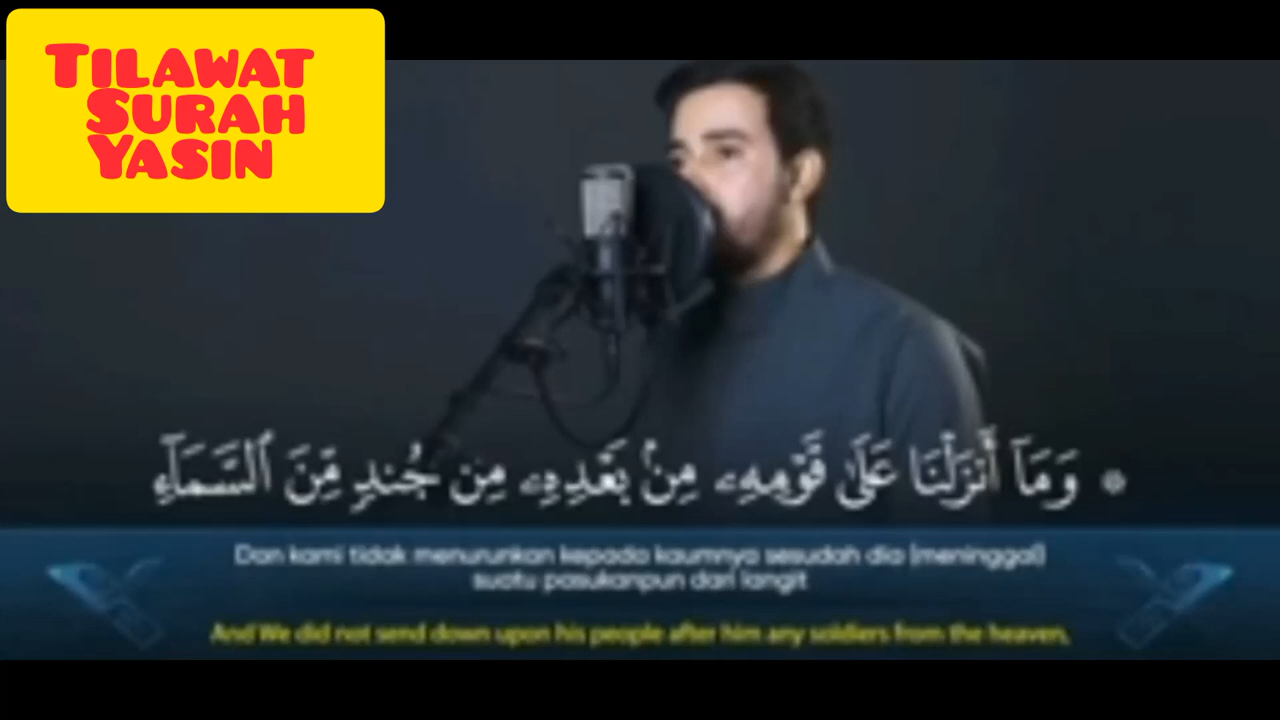 TILAWAT
SURAH
YASIN
۞ وَمَآ أَنزَلْنَا عَلَىٰ قَوْمِهِۦ مِنۢ بَعْدِهِۦ مِن جُندٍ مِّنَ ٱلسَّمَآءِ
Dan kami tidak menurunkan kepada kaumnya sesudah dia (meninggal)
suatu pasukanpun dari langit
And We did not send down upon his people after him any soldiers from the heaven,